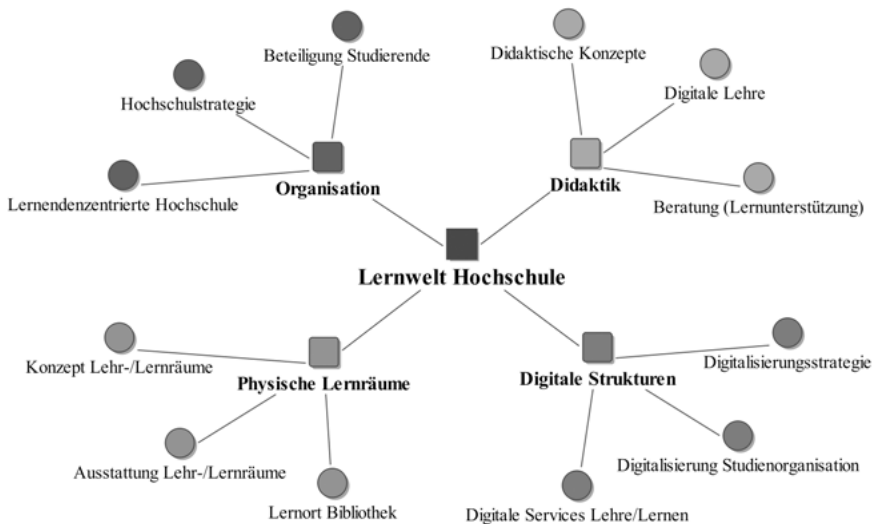 Beteiligung Studierende
Didaktische Konzepte
Hochschulstrategie
Digitale Lehre
Organisation
Didaktik
Lernendenzentrierte Hochschule
Beratung (Lernunterstützung)
Lernwelt Hochschule
Konzept Lehr-/Lernräume
Digitalisierungsstrategie
Physische Lernräume
Digitale Strukturen
Ausstattung Lehr-/Lernräume
Digitalisierung Studienorganisation
Lernort Bibliothek
Digitale Services Lehre/Lernen